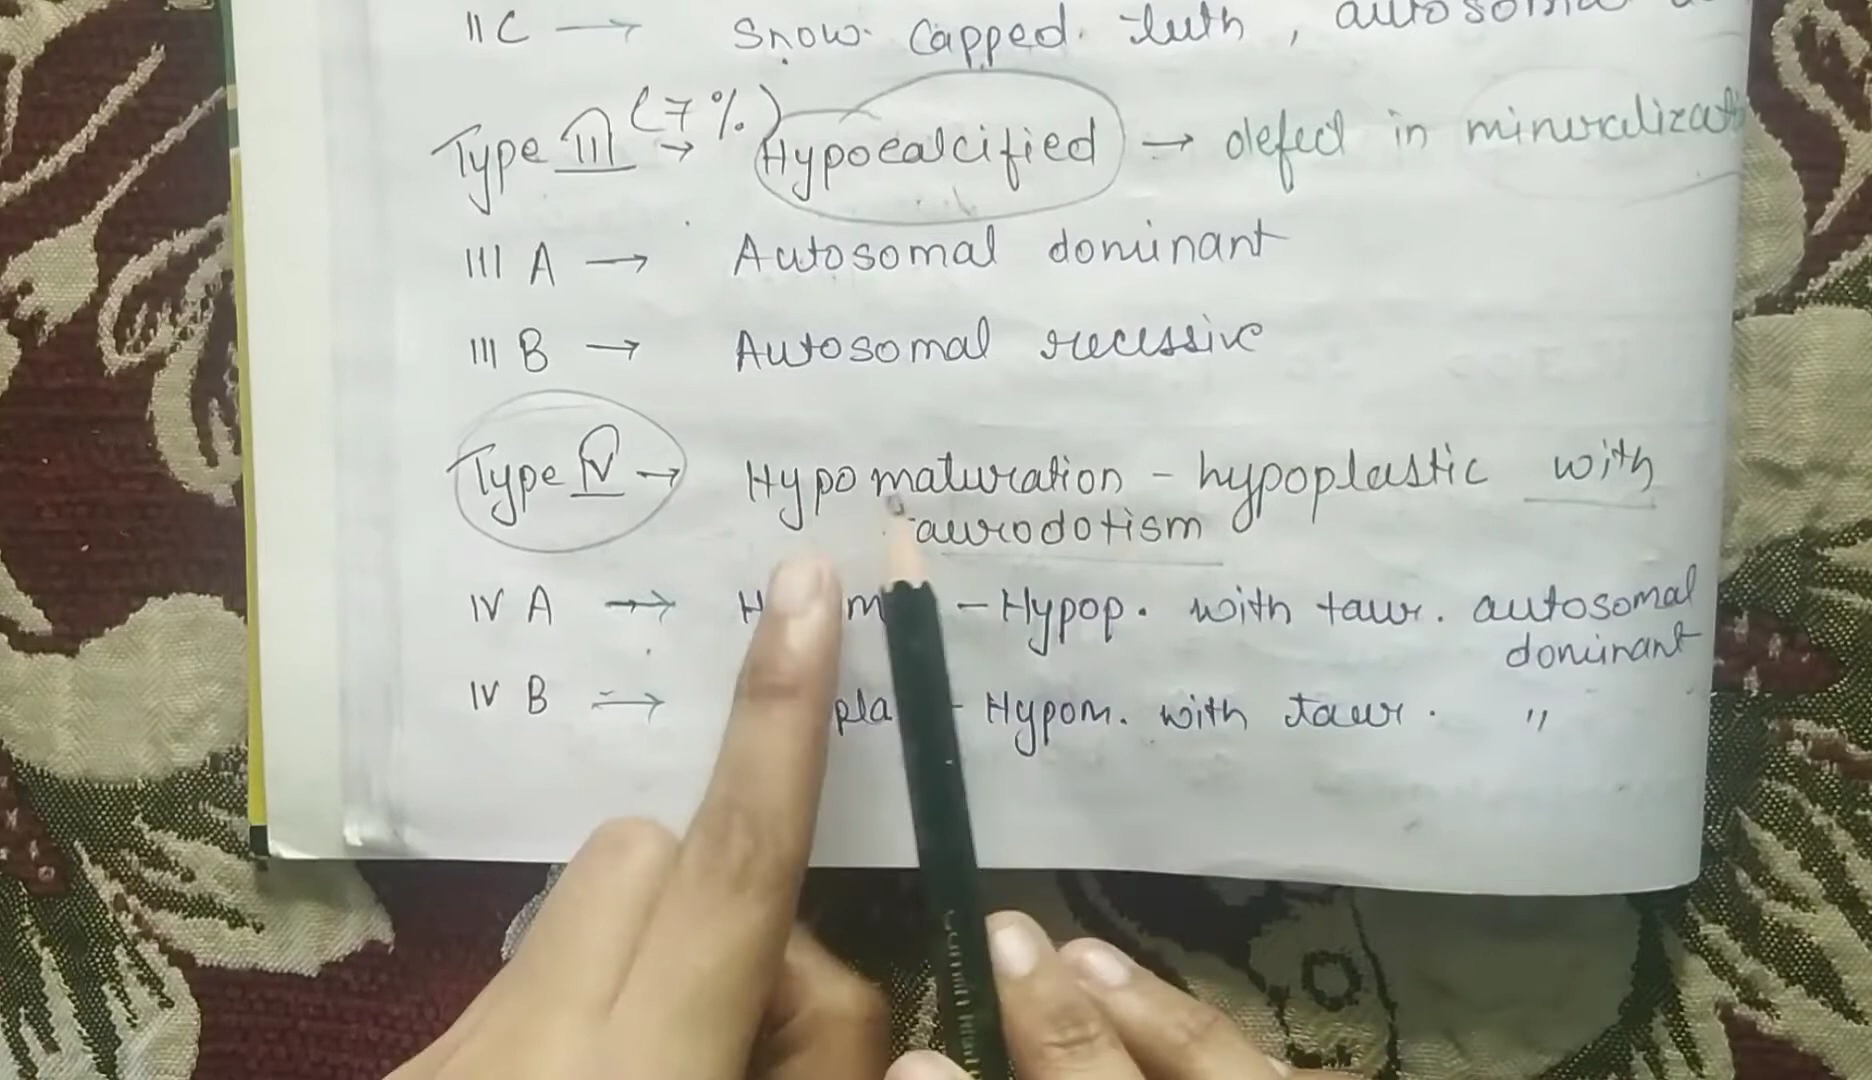 IIC → Snow capped teeth, autosomal
Type III (7%) → Hypocalcified → defect in mineralizati
III A → Autosomal dominant
III B → Autosomal recessive
Type IV → Hypomaturation - hypoplastic with
taurodotism
IV A → - Hypop. with taur. autosomal
dominant
IV B → - Hypom. with taur. "